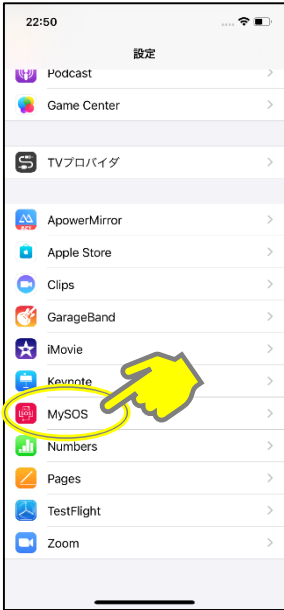 22:50
設定
Podcast
Game Center
TVプロバイダ
ApowerMirror
Apple Store
Clips
GarageBand
iMovie
Keynote
MySOS
Numbers
Pages
TestFlight
Zoom